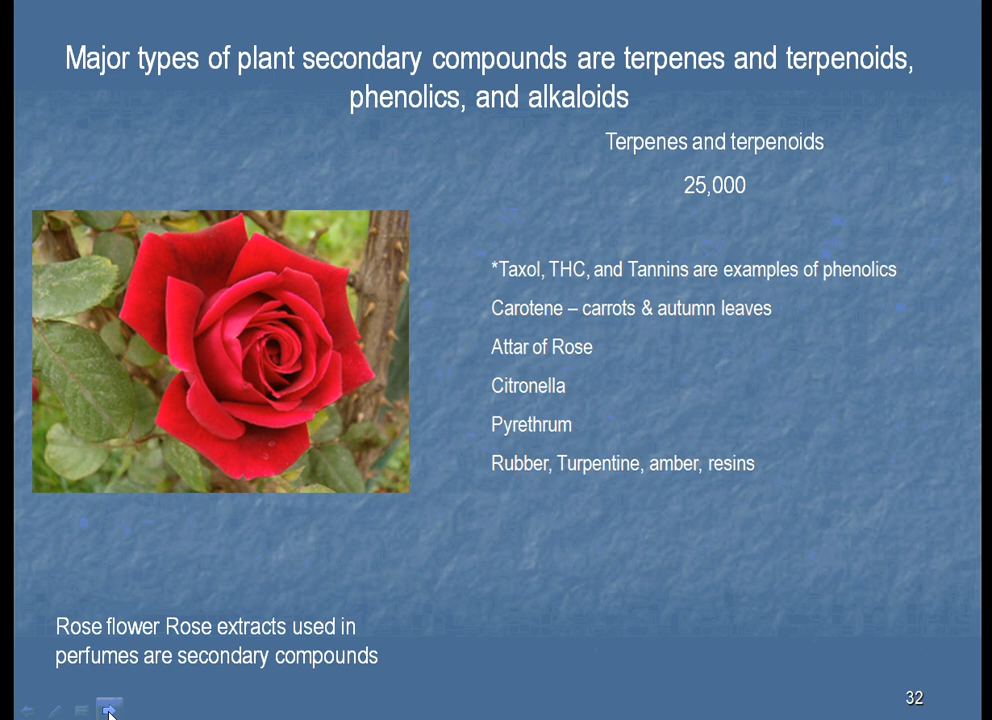 Major types of plant secondary compounds are terpenes and terpenoids,
phenolics, and alkaloids
Terpenes and terpenoids
25,000
*Taxol, THC, and Tannins are examples of phenolics
Carotene – carrots & autumn leaves
Attar of Rose
Citronella
Pyrethrum
Rubber, Turpentine, amber, resins
Rose flower Rose extracts used in
perfumes are secondary compounds
32